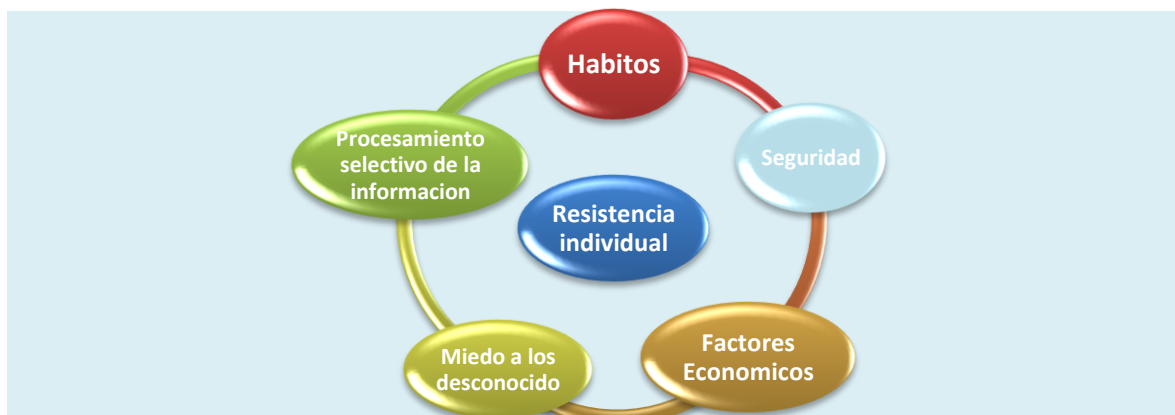 Habitos
Seguridad
Factores
Economicos
Miedo a los
desconocido
Procesamiento
selectivo de la
informacion
Resistencia
individual